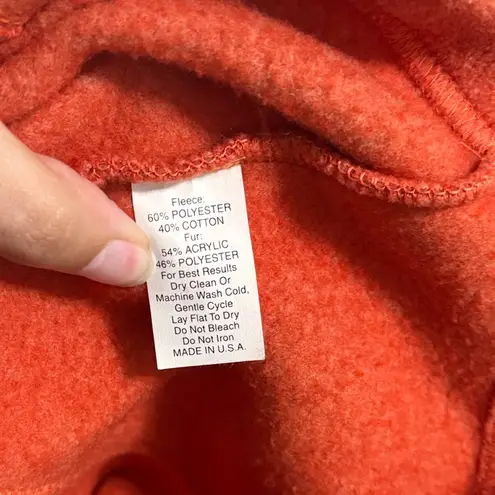 Fleece:
60% POLYESTER
40% COTTON
Fur:
54% ACRYLIC
46% POLYESTER
For Best Results
Dry Clean Or
Machine Wash Cold,
Gentle Cycle
Lay Flat To Dry
Do Not Bleach
Do Not Iron
MADE IN U.S.A.